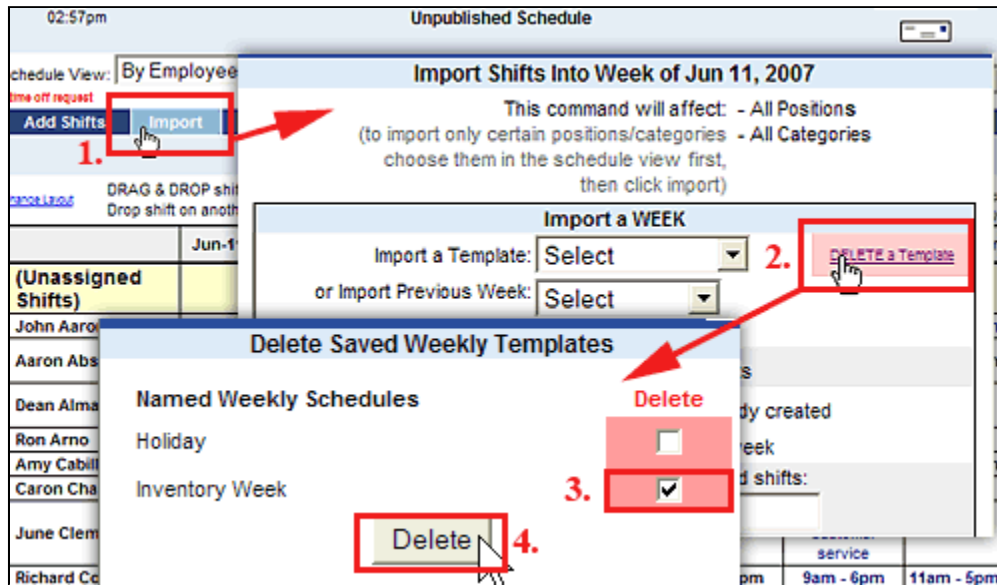 02:57pm Unpublished Schedule
chedule View: By Employee
time off request
Add Shifts Import
1.
DRAG & DROP shif
Drop shift on anoth
Jun-1
(Unassigned
Shifts)
John Aaro
Aaron Abs
Dean Alma
Ron Arno
Amy Cabill
Caron Cha
June Clem
Richard Co
Import Shifts Into Week of Jun 11, 2007
This command will affect: - All Positions
(to import only certain positions/categories - All Categories
choose them in the schedule view first,
then click import)
Import a WEEK
Import a Template: Select
2.
DELETE a Template
or Import Previous Week: Select
s
dy created
eek
d shifts:
Delete Saved Weekly Templates
Named Weekly Schedules Delete
Holiday
Inventory Week
3.
Delete
4.
service
pm 9am - 6pm 11am - 5pm